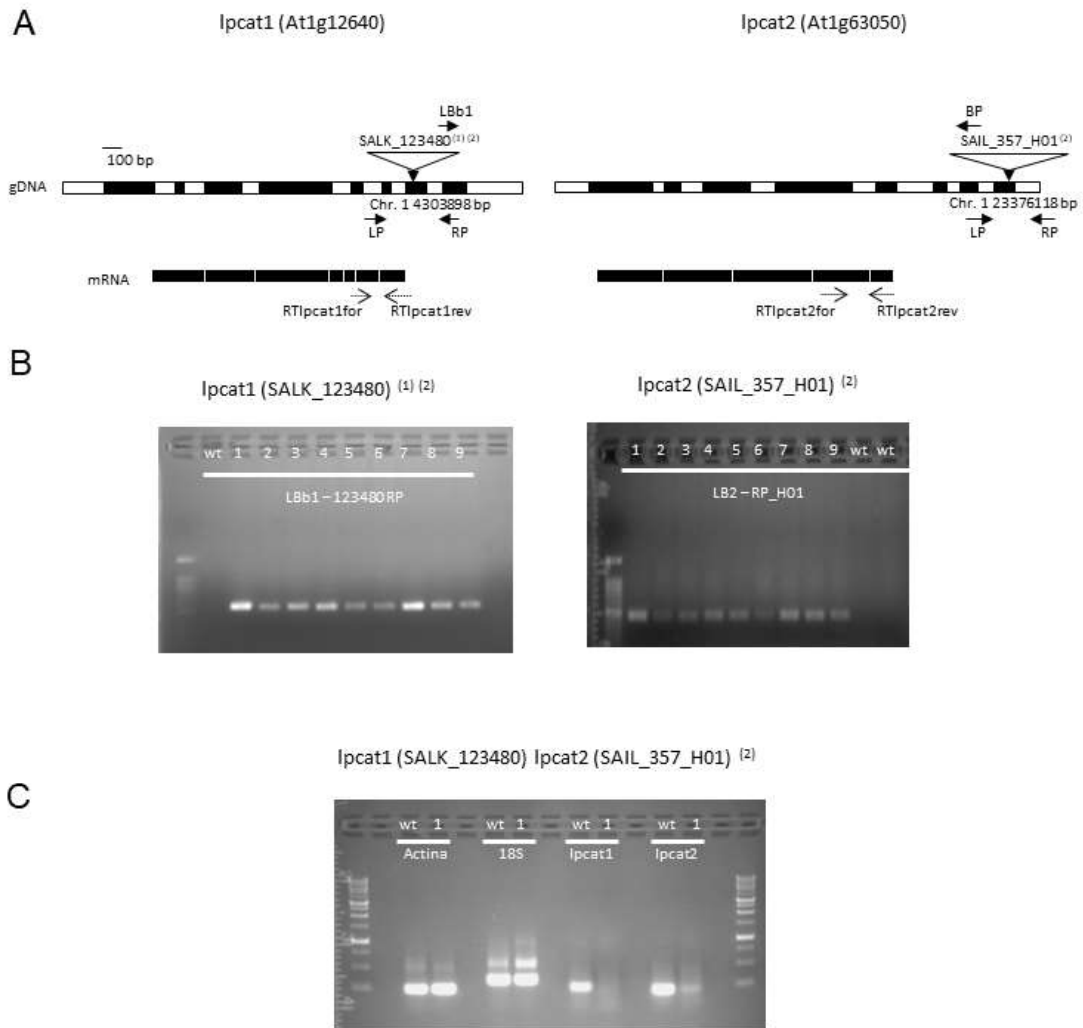 A
lpcat1 (At1g12640)
lpcat2 (At1g63050)
LBb1
BP
SALK_123480(1) (2)
SAIL_357_H01(2)
100 bp
gDNA
Chr. 1 4303898 bp
Chr. 1 23376118 bp
LP
RP
LP
RP
mRNA
RTlpcat1for
RTlpcat1rev
RTlpcat2for
RTlpcat2rev
B
lpcat1 (SALK_123480) (1) (2)
lpcat2 (SAIL_357_H01) (2)
wt 1 2 3 4 5 6 7 8 9
LBb1 – 123480RP
1 2 3 4 5 6 7 8 9 wt wt
LB2 – RP_H01
lpcat1 (SALK_123480) lpcat2 (SAIL_357_H01) (2)
C
wt 1 wt 1 wt 1 wt 1
Actina 18S lpcat1 lpcat2